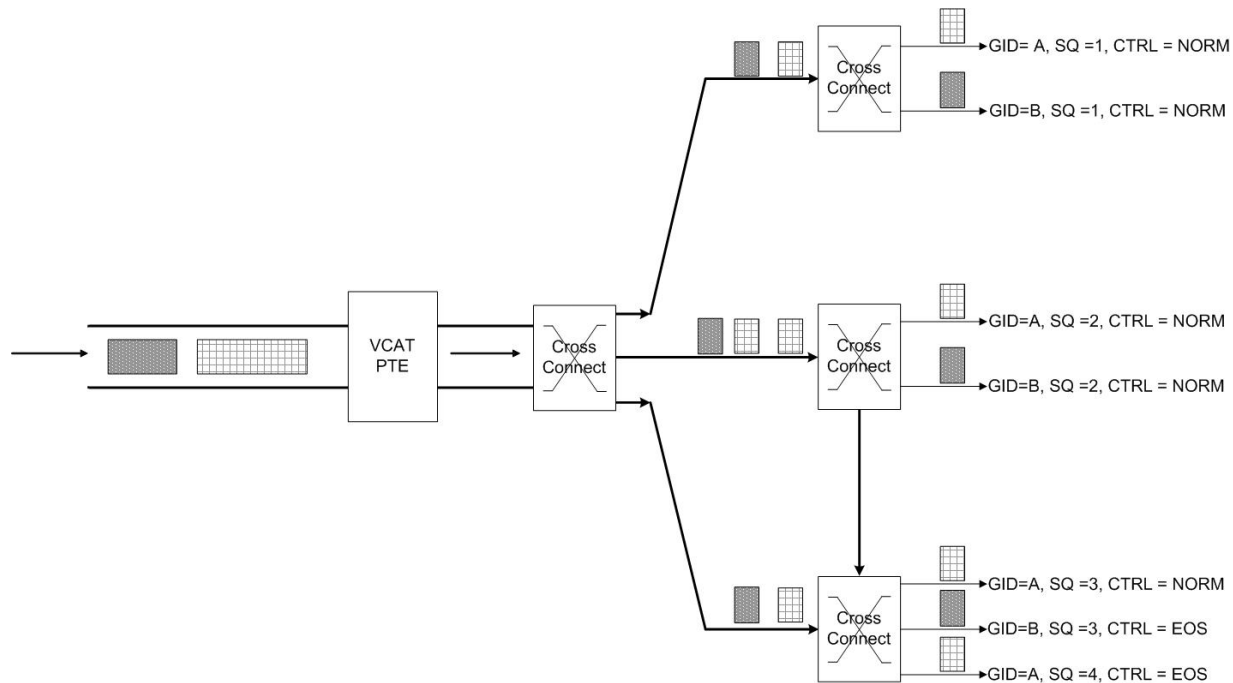 Cross
Connect
GID= A, SQ =1, CTRL = NORM
GID=B, SQ =1, CTRL = NORM
VCAT
PTE
Cross
Connect
Cross
Connect
GID=A, SQ =2, CTRL = NORM
GID=B, SQ =2, CTRL = NORM
Cross
Connect
GID=A, SQ =3, CTRL = NORM
GID=B, SQ =3, CTRL = EOS
GID=A, SQ =4, CTRL = EOS